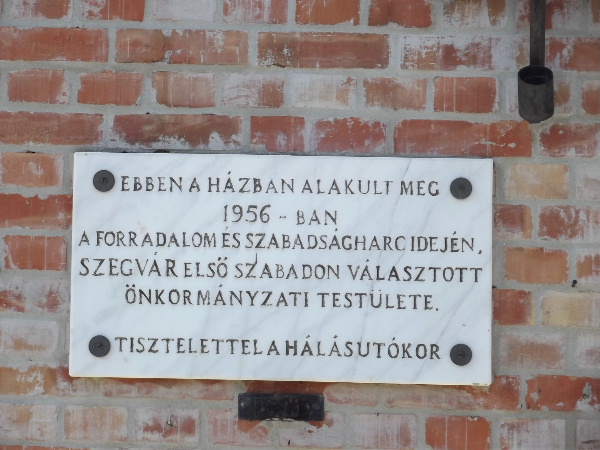 EBBEN A HÁZBAN ALAKULT MEG
1956 - BAN
A FORRADALOM ÉS SZABADSÁGHARC IDEJÉN,
SZEGVÁR ELSŐ SZABADON VÁLASZTOTT
ÖNKORMÁNYZATI TESTÜLETE.
TISZTELETTEL A HÁLÁS UTÓKOR